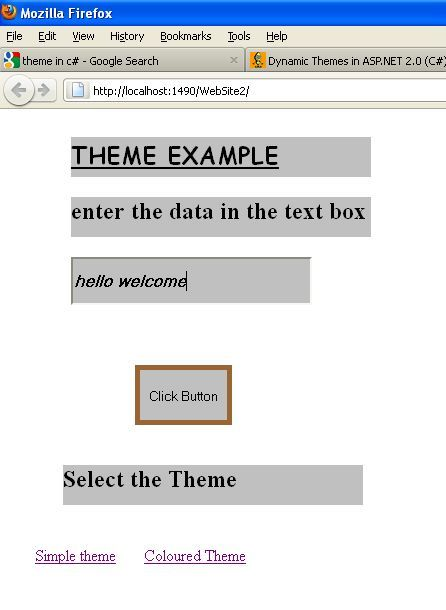 Mozilla Firefox
File Edit View History Bookmarks Tools Help
theme in c# - Google Search × Dynamic Themes in ASP.NET 2.0 (C#)
http://localhost:1490/WebSite2/
THEME EXAMPLE
enter the data in the text box
hello welcome
Click Button
Select the Theme
Simple theme Coloured Theme